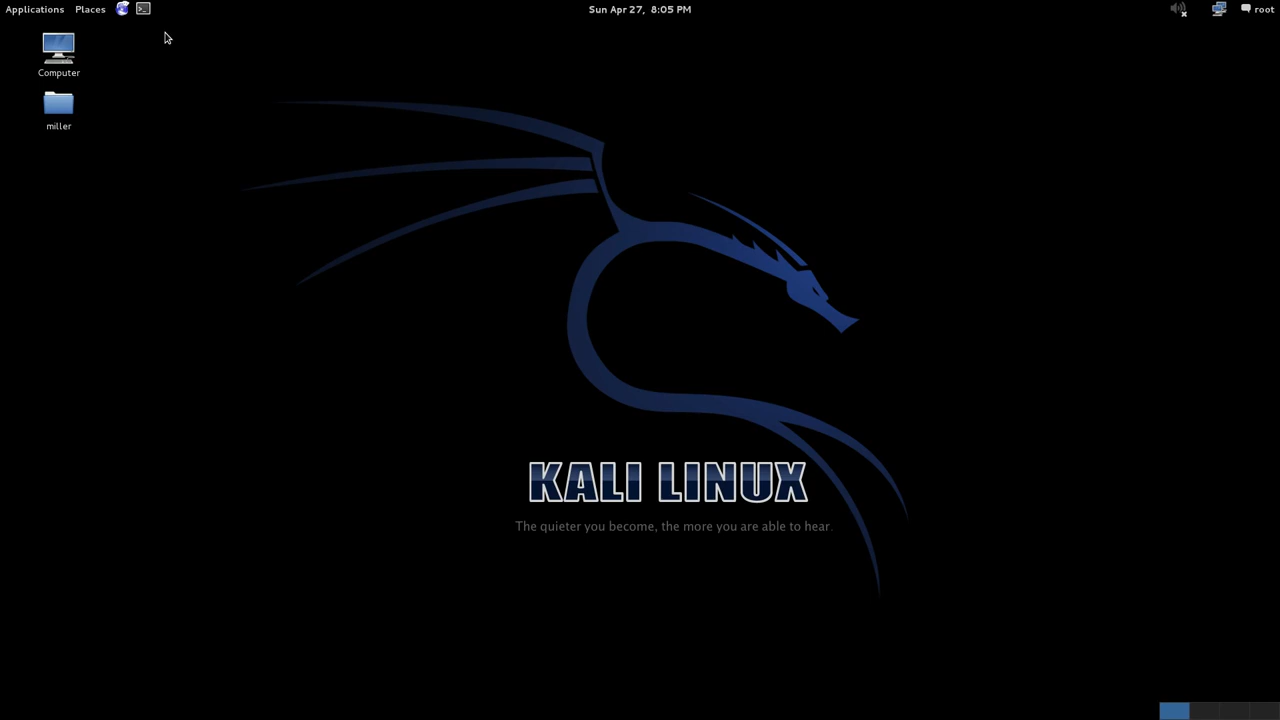 Applications Places Sun Apr 27, 8:05 PM root
Computer
miller
KALI LINUX
The quieter you become, the more you are able to hear.